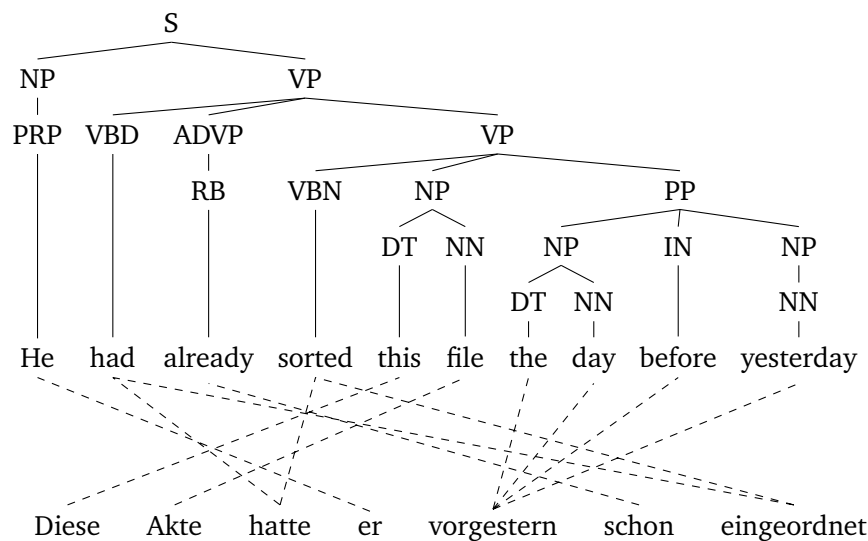 S
NP VP
PRP VBD ADVP VP
RB VBN NP PP
DT NN NP IN NP
DT NN NN
He had already sorted this file the day before yesterday
Diese Akte hatte er vorgestern schon eingeordnet